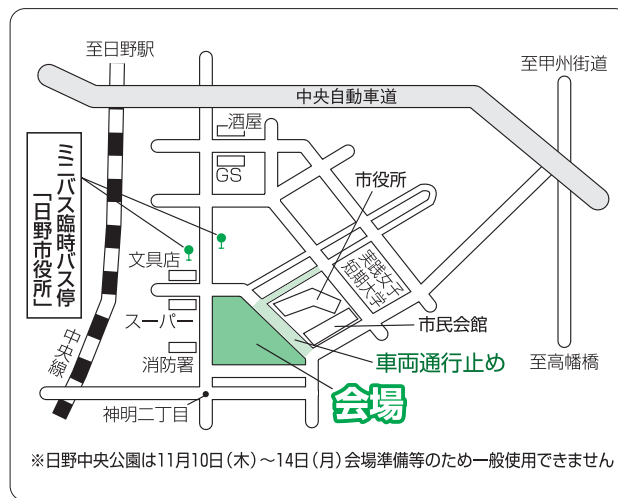 至日野駅
至甲州街道
中央自動車道
酒屋
GS
市役所
ミニバス臨時バス停
「日野市役所」
文具店
実践女子
短期大学
スーパー
市民会館
車両通行止め
消防署
中央線
至高幡橋
会場
神明二丁目
※日野中央公園は11月10日(木)～14日(月)会場準備等のため一般使用できません